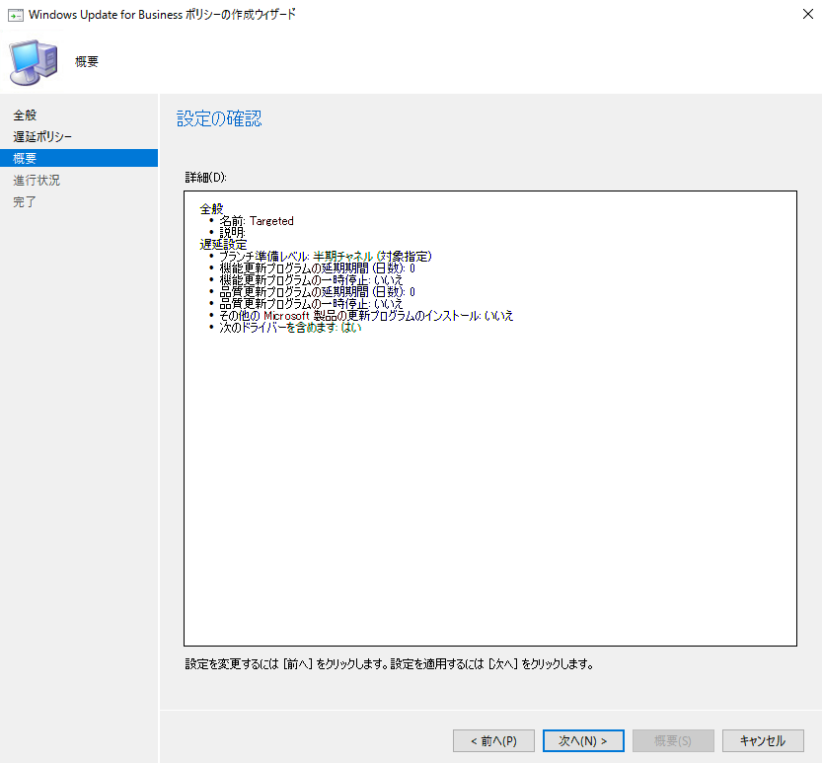 Windows Update for Business ポリシーの作成ウィザード
概要
全般
遅延ポリシー
概要
進行状況
完了
設定の確認
詳細(D):
全般
• 名前: Targeted
• 説明:
遅延設定
• ブランチ準備レベル: 半期チャネル (対象指定)
• 機能更新プログラムの延期期間 (日数): 0
• 機能更新プログラムの一時停止: いいえ
• 品質更新プログラムの延期期間 (日数): 0
• 品質更新プログラムの一時停止: いいえ
• その他の Microsoft 製品の更新プログラムのインストール: いいえ
• 次のドライバーを含めます: はい
設定を変更するには [前へ] をクリックします。設定を適用するには [次へ] をクリックします。
< 前へ(P) 次へ(N) > 概要(S) キャンセル